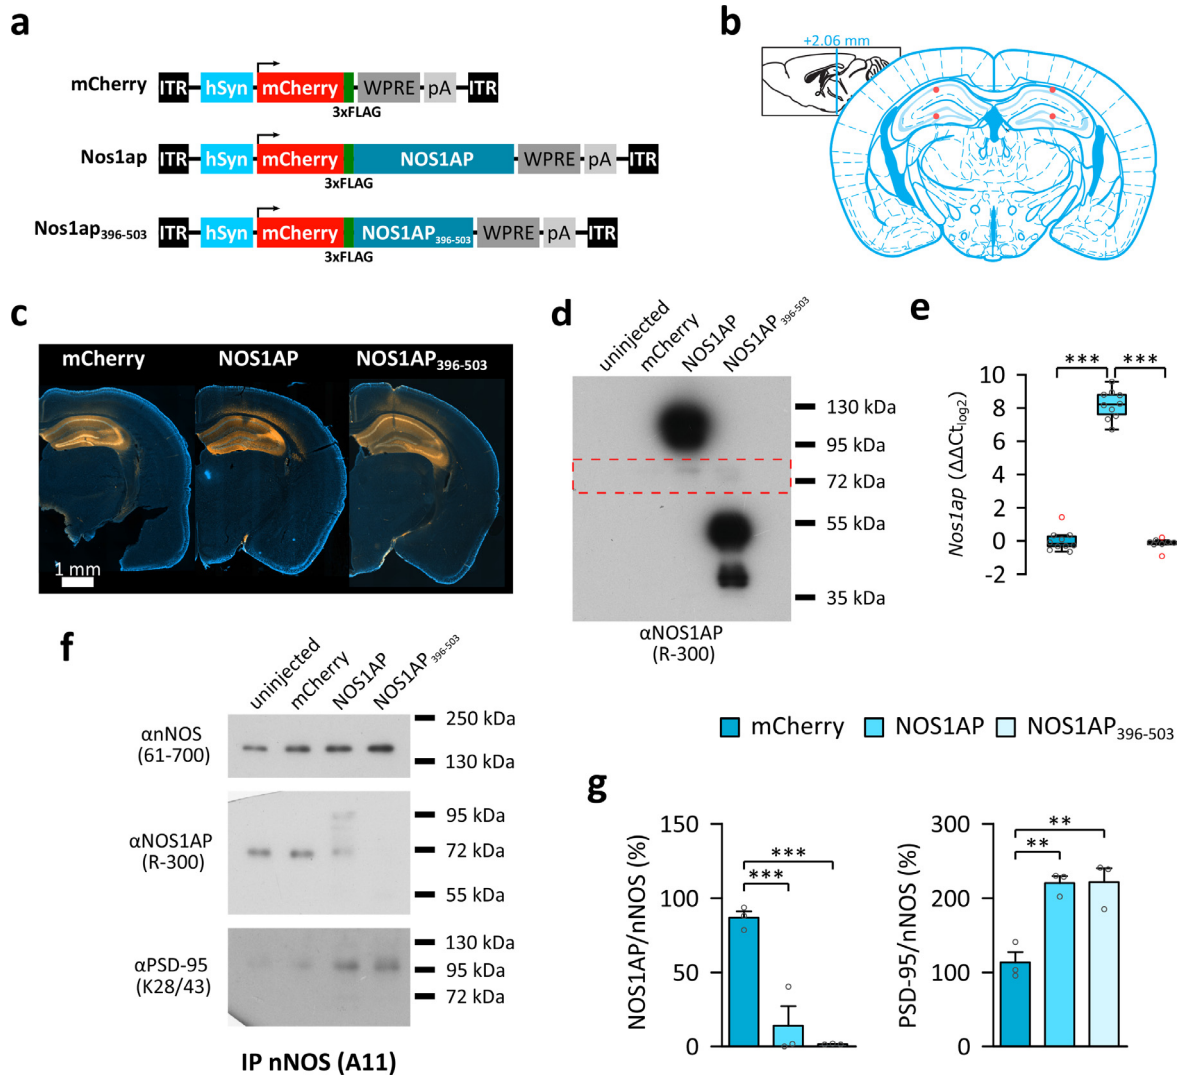 a
mCherry ITR hSyn mCherry WPRE pA ITR
3xFLAG
Nos1ap ITR hSyn mCherry NOS1AP WPRE pA ITR
3xFLAG
Nos1ap396-503 ITR hSyn mCherry NOS1AP396-503 WPRE pA ITR
3xFLAG
b
+2.06 mm
c
mCherry NOS1AP NOS1AP396-503
1 mm
d
uninjected
mCherry
NOS1AP
NOS1AP396-503
130 kDa
95 kDa
72 kDa
55 kDa
35 kDa
αNOS1AP
(R-300)
e
*** ***
Nos1ap (ΔΔCtlog2)
10
8
6
4
2
0
-2
f
uninjected
mCherry
NOS1AP
NOS1AP396-503
αnNOS
(61-700)
250 kDa
130 kDa
αNOS1AP
(R-300)
95 kDa
72 kDa
55 kDa
αPSD-95
(K28/43)
130 kDa
95 kDa
72 kDa
IP nNOS (A11)
mCherry NOS1AP NOS1AP396-503
g
NOS1AP/nNOS (%)
150
100
50
0
***
***
PSD-95/nNOS (%)
300
200
100
0
**
**